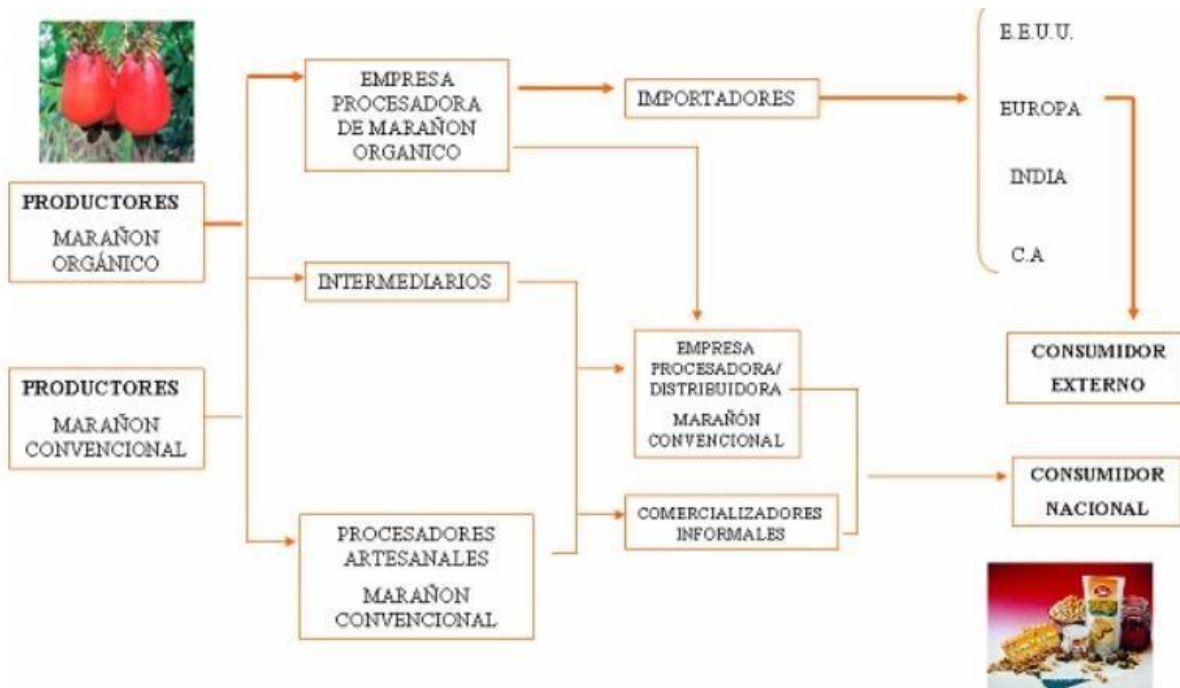 PRODUCTORES
MARAÑON
ORGÁNICO
PRODUCTORES
MARAÑON
CONVENCIONAL
EMPRESA
PROCESADORA
DE MARAÑON
ORGANICO
INTERMEDIARIOS
PROCESADORES
ARTESANALES
MARAÑON
CONVENCIONAL
IMPORTADORES
EMPRESA
PROCESADORA/
DISTRIBUIDORA
MARAÑÓN
CONVENCIONAL
COMERCIALIZADORES
INFORMALES
E.E.U.U.
EUROPA
INDIA
C.A
CONSUMIDOR
EXTERNO
CONSUMIDOR
NACIONAL